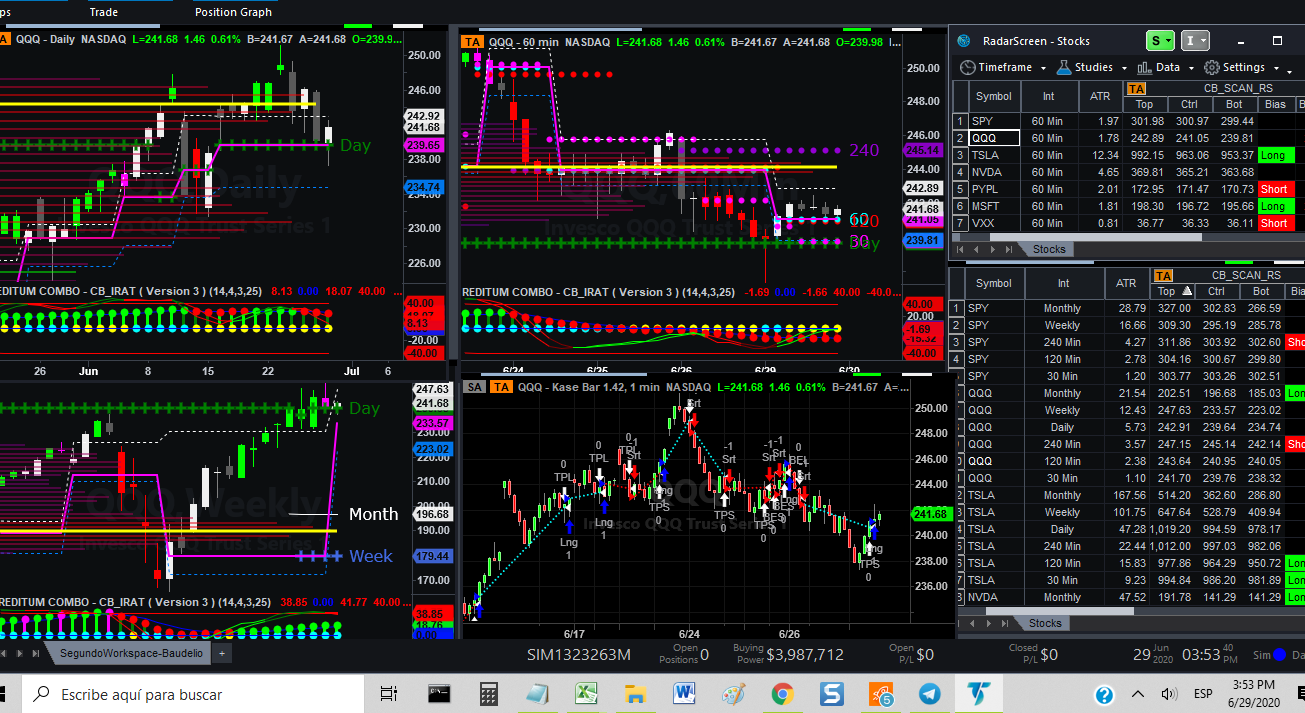 ps Trade Position Graph
TA QQQ - Daily NASDAQ L=241.68 1.46 0.61% B=241.67 A=241.68 O=239.9...
250.00
246.00
242.92
241.68
239.65
Day
238.00
234.74
234.00
230.00
226.00
QQQ Daily
Invesco QQQ Trust Series 1
REDITUM COMBO - CB_IRAT ( Version 3 ) (14,4,3,25) 8.13 0.00 18.07 40.00 ...
40.00
8.13
-20.00
-40.00
26 Jun 8 15 22 Jul 6
247.63
241.68
Day
233.57
230.00
223.02
220.00
210.00
200.00
Month
196.68
190.00
Week
179.44
170.00
QQQ Weekly
Invesco QQQ Trust Series 1
REDITUM COMBO - CB_IRAT ( Version 3 ) (14,4,3,25) 38.85 0.00 41.77 40.00 ...
38.85
18.76
0.00
TA QQQ - 60 min NASDAQ L=241.68 1.46 0.61% B=241.67 A=241.68 O=239.98 I...
250.00
248.00
246.00
240
245.14
244.00
242.89
241.68
60
120
241.05
30
Day
239.81
238.00
Invesco QQQ Trust Series 1
REDITUM COMBO - CB_IRAT ( Version 3 ) (14,4,3,25) -1.69 0.00 -1.66 40.00 -40.0...
40.00
20.00
-1.69
-15.32
-40.00
6/24 6/25 6/26 6/29 6/30
SA TA QQQ - Kase Bar 1.42, 1 min NASDAQ L=241.68 1.46 0.61% B=241.67 A=...
250.00
248.00
246.00
244.00
241.68
240.00
238.00
236.00
Srt
0
TPL
0
TPL
0
-1
Srt
-1
Srt
-1
Srt
0
BEL
Lng
1
Lng
1
TPS
0
TPS
0
TPS
0
BES
0
TPS
0
6/17 6/24 6/26
RadarScreen - Stocks S I
Timeframe Studies Data Settings
Symbol Int ATR TA CB_SCAN_RS
Top Ctrl Bot Bias
1 SPY 60 Min 1.97 301.98 300.97 299.44
2 QQQ 60 Min 1.78 242.89 241.05 239.81
3 TSLA 60 Min 12.34 992.15 963.06 953.37 Long
4 NVDA 60 Min 4.65 369.81 365.21 363.68
5 PYPL 60 Min 2.01 172.95 171.47 170.73 Short
6 MSFT 60 Min 1.81 198.30 196.72 195.66 Long
7 VXX 60 Min 0.81 36.77 36.33 36.11 Short
Stocks
Symbol Int ATR TA CB_SCAN_RS
Top Ctrl Bot Bia
1 SPY Monthly 28.79 327.00 302.83 266.59
2 SPY Weekly 16.66 309.30 295.19 285.78
3 SPY 240 Min 4.27 311.86 303.92 302.60 Sho
4 SPY 120 Min 2.78 304.16 300.67 299.80
5 SPY 30 Min 1.20 303.77 303.26 302.51
QQQ Monthly 21.54 202.51 196.68 185.03 Lon
QQQ Weekly 12.43 247.63 233.57 223.02
QQQ Daily 5.73 242.91 239.64 234.74
QQQ 240 Min 3.57 247.15 245.14 242.14 Sho
0 QQQ 120 Min 2.38 243.64 240.95 240.05
QQQ 30 Min 1.10 241.70 239.76 238.32
2 TSLA Monthly 167.56 514.20 362.60 286.80
TSLA Weekly 101.75 647.64 528.79 409.94
TSLA Daily 47.28 1,019.20 994.59 978.17
TSLA 240 Min 22.44 1,012.00 997.03 982.06
TSLA 120 Min 15.83 977.86 964.29 950.72 Lon
TSLA 30 Min 9.23 994.84 986.20 981.89 Lon
NVDA Monthly 47.52 191.78 141.29 141.29 Lon
Stocks
SegundoWorkspace-Baudelio +
SIM1323263M Open Positions 0 Buying Power $3,987,712 Open P/L $0 Closed P/L $0 29 Jun 2020 03:53 40 PM Sim Da
Escribe aquí para buscar
S 5 ESP 3:53 PM
6/29/2020